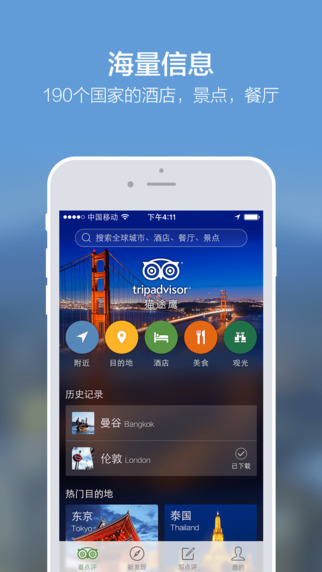 海量信息
190个国家的酒店，景点，餐厅
中国移动 下午4:11
搜索全球城市、酒店、餐厅、景点
tripadvisor
猫途鹰
附近 目的地 酒店 美食 观光
历史记录
曼谷 Bangkok
伦敦 London
已下载
热门目的地
东京 泰国
Tokyo Thailand
看点评 新发现 写点评 我的